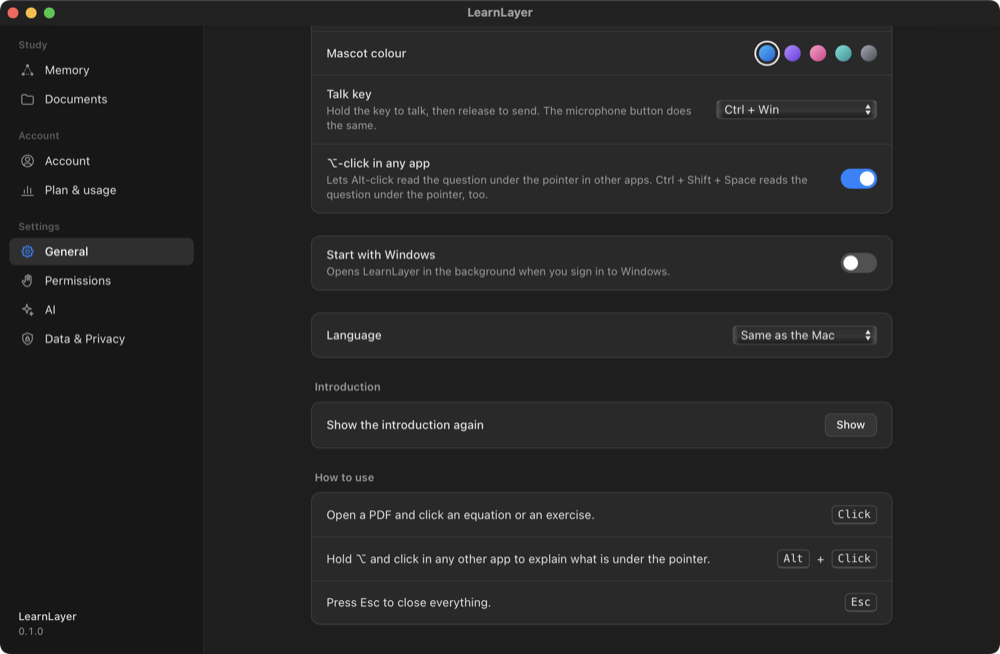 LearnLayer
Study
Memory
Documents
Account
Account
Plan & usage
Settings
General
Permissions
AI
Data & Privacy
LearnLayer
0.1.0
Mascot colour
Talk key
Hold the key to talk, then release to send. The microphone button does
the same.
Ctrl + Win
⌥-click in any app
Lets Alt-click read the question under the pointer in other apps. Ctrl + Shift + Space reads the
question under the pointer, too.
Start with Windows
Opens LearnLayer in the background when you sign in to Windows.
Language
Same as the Mac
Introduction
Show the introduction again
Show
How to use
Open a PDF and click an equation or an exercise.
Click
Hold ⌥ and click in any other app to explain what is under the pointer.
Alt + Click
Press Esc to close everything.
Esc